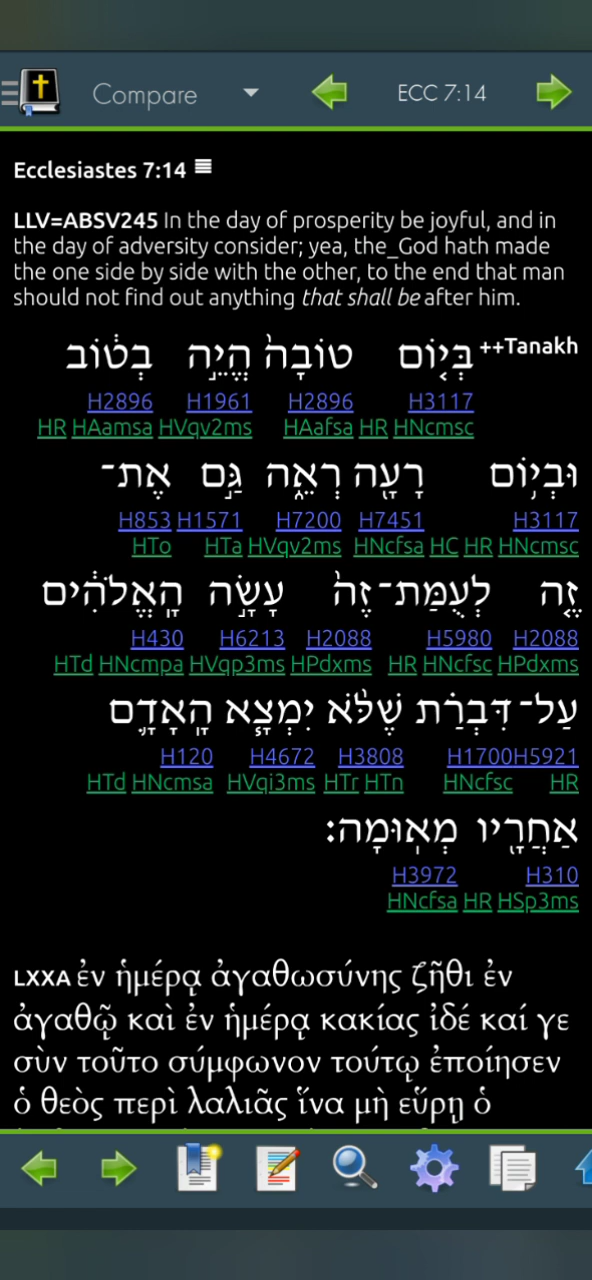 Compare ECC 7:14
Ecclesiastes 7:14
LLV=ABSV245 In the day of prosperity be joyful, and in
the day of adversity consider; yea, the_God hath made
the one side by side with the other, to the end that man
should not find out anything that shall be after him.
++Tanakh בְּי֤וֹם טוֹבָה֙ הֱיֵ֣ה בְט֔וֹב
H2896 H1961 H2896 H3117
HR HAamsa HVqv2ms HAafsa HR HNcmsc
וּבְי֥וֹם רָעָ֖ה רְאֵ֑ה גַּ֣ם אֶת־
H853 H1571 H7200 H7451 H3117
HTo HTa HVqv2ms HNcfsa HC HR HNcmsc
זֶ֤ה לְעֻמַּת־זֶה֙ עָשָׂ֣ה הָֽאֱלֹהִ֔ים
H430 H6213 H2088 H5980 H2088
HTd HNcmpa HVqp3ms HPdxms HR HNcfsc HPdxms
עַל־דִּבְרַ֗ת שֶׁלֹּ֨א יִמְצָ֧א הָֽאָדָ֛ם
H120 H4672 H3808 H1700H5921
HTd HNcmsa HVqi3ms HTr HTn HNcfsc HR
אַחֲרָ֖יו מְאֽוּמָה׃
H3972 H310
HNcfsa HR HSp3ms
LXXA ἐν ἡμέρᾳ ἀγαθωσύνης ζῆθι ἐν
ἀγαθῷ καὶ ἐν ἡμέρᾳ κακίας ἰδέ καί γε
σὺν τοῦτο σύμφωνον τούτῳ ἐποίησεν
ὁ θεὸς περὶ λαλιᾶς ἵνα μὴ εὕρῃ ὁ